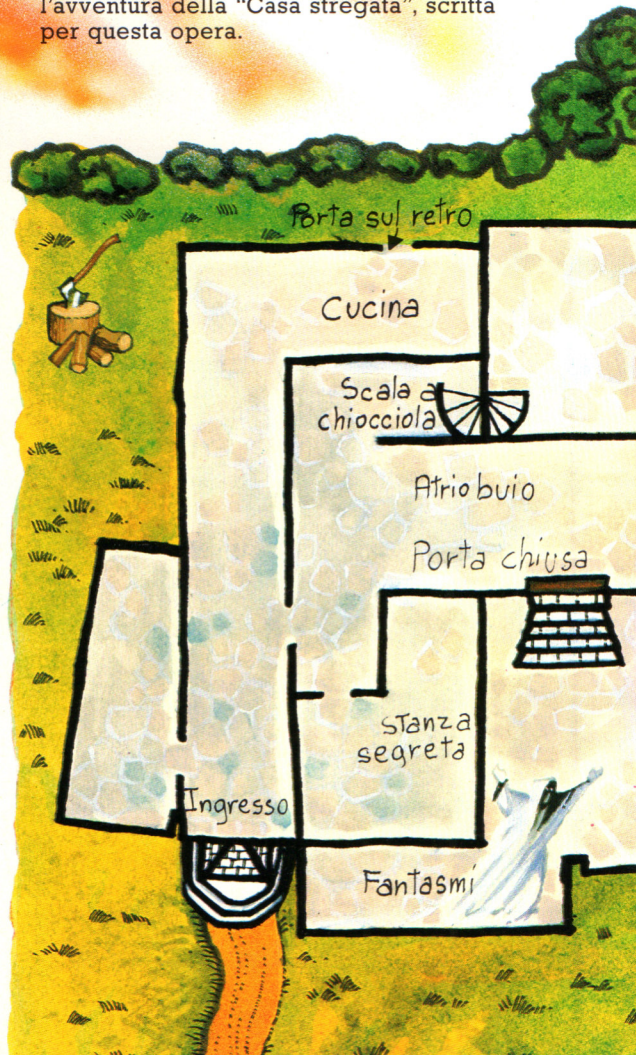 l'avventura della "Casa stregata", scritta
per questa opera.
Porta sul retro
Cucina
Scala a
chiocciola
Atrio buio
Porta chiusa
stanza
segreta
Ingresso
Fantasmi